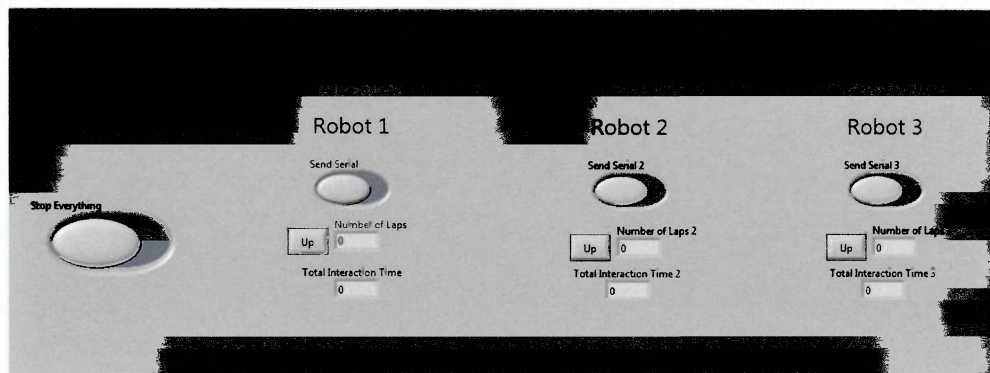 Robot 1
Robot 2
Robot 3
Send Serial
Send Serial 2
Send Serial 3
Stop Everything
Number of Laps
Up
0
Number of Laps 2
Up
0
Number of Laps
Up
0
Total Interaction Time
0
Total Interaction Time 2
0
Total Interaction Time 3
0